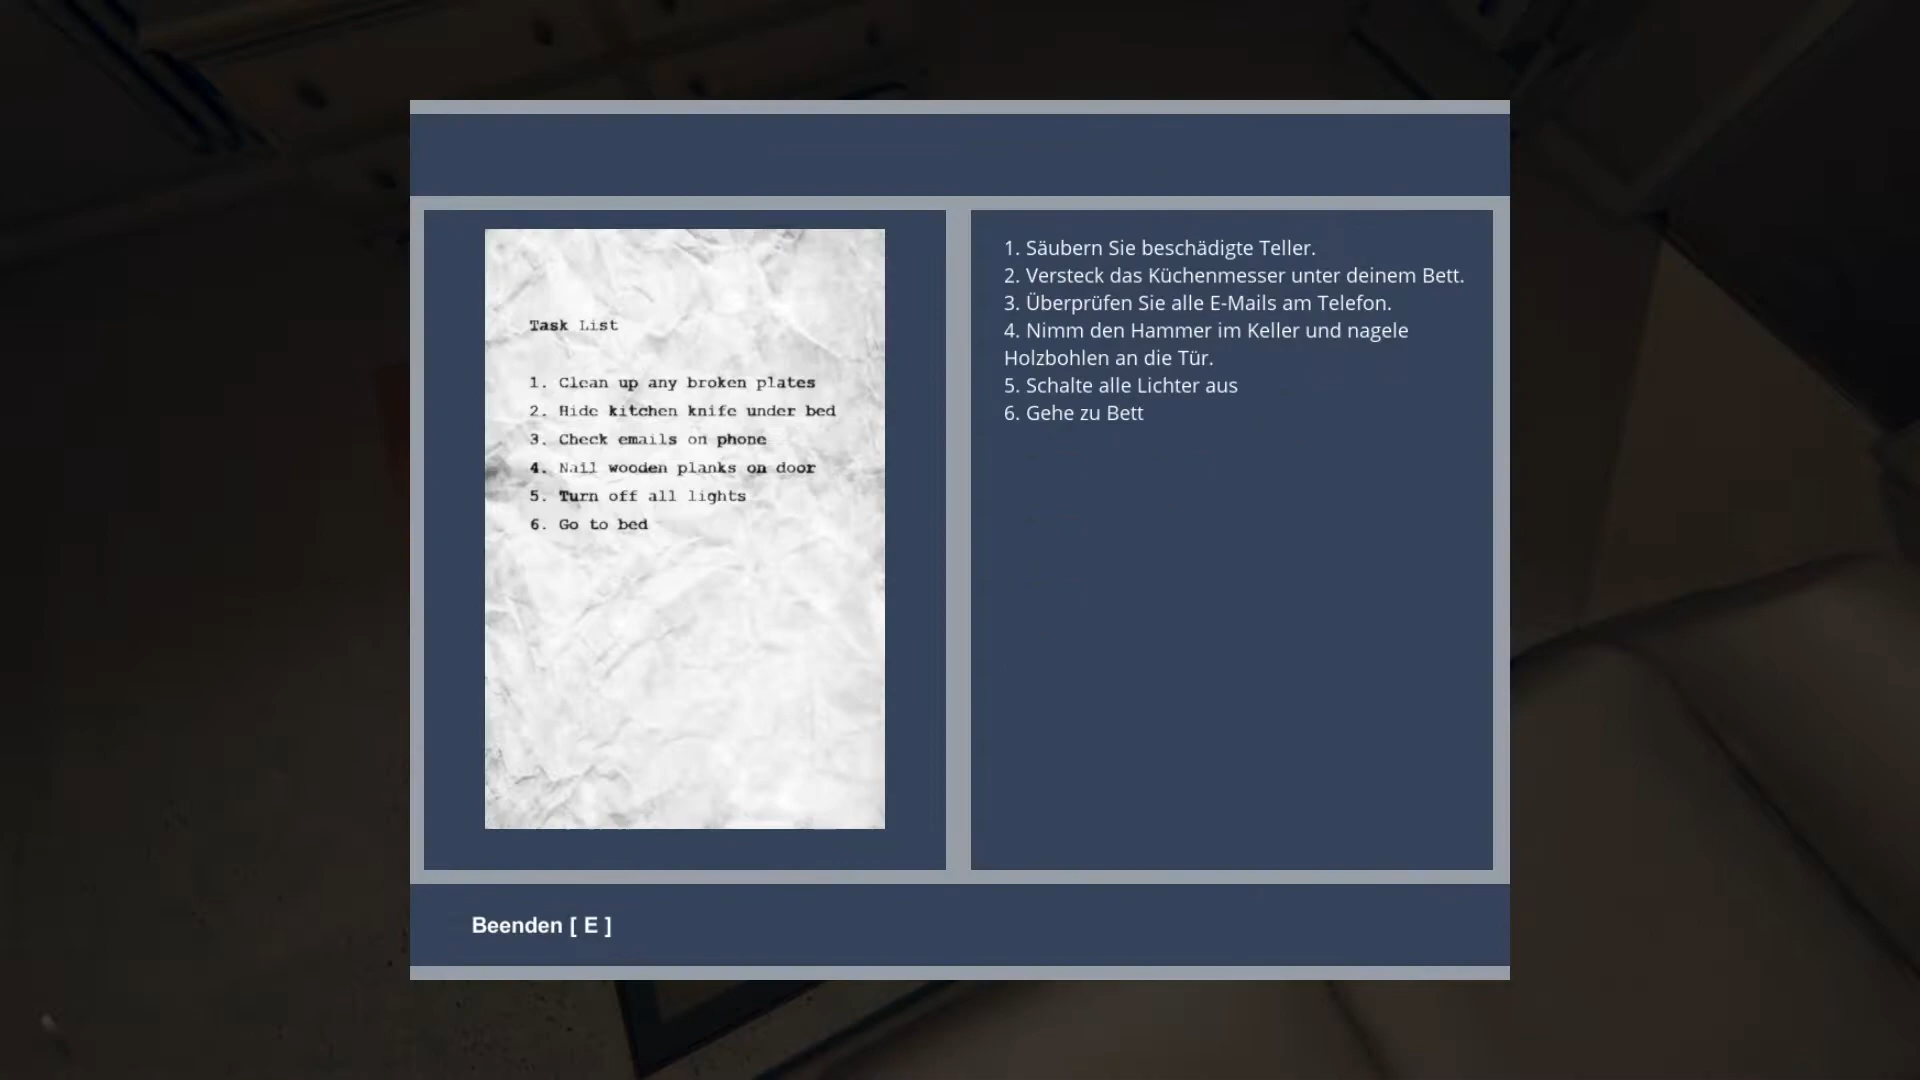 Task List
1. Clean up any broken plates
2. Hide kitchen knife under bed
3. Check emails on phone
4. Nail wooden planks on door
5. Turn off all lights
6. Go to bed
1. Säubern Sie beschädigte Teller.
2. Versteck das Küchenmesser unter deinem Bett.
3. Überprüfen Sie alle E-Mails am Telefon.
4. Nimm den Hammer im Keller und nagele
Holzbohlen an die Tür.
5. Schalte alle Lichter aus
6. Gehe zu Bett
Beenden [ E ]